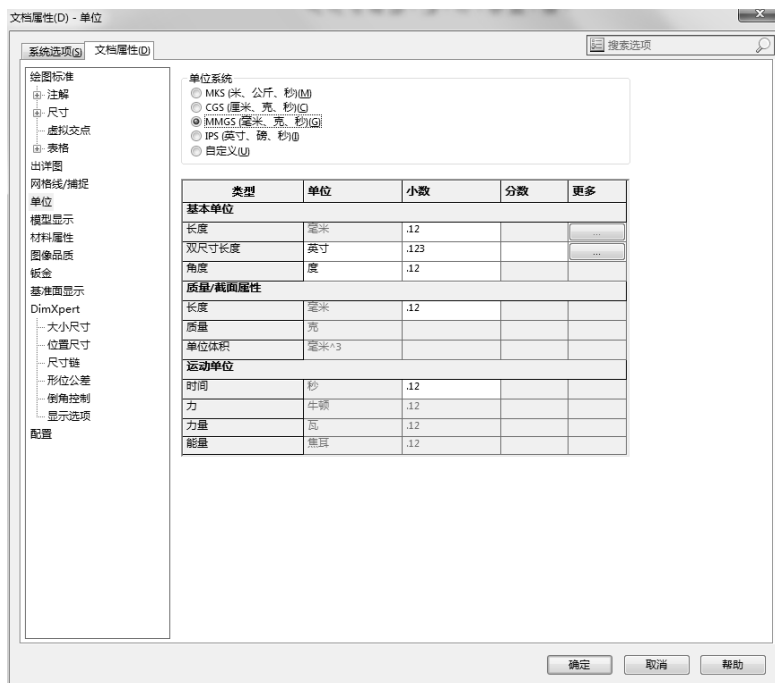 文档属性(D) - 单位
系统选项(S) 文档属性(D)
搜索选项
绘图标准
注解
尺寸
虚拟交点
表格
出详图
网格线/捕捉
单位
模型显示
材料属性
图像品质
钣金
基准面显示
DimXpert
大小尺寸
位置尺寸
尺寸链
形位公差
倒角控制
显示选项
配置
单位系统
MKS (米、公斤、秒)(M)
CGS (厘米、克、秒)(C)
MMGS (毫米、克、秒)(G)
IPS (英寸、磅、秒)(I)
自定义(U)
类型 单位 小数 分数 更多
基本单位
长度 毫米 .12 ...
双尺寸长度 英寸 .123 ...
角度 度 .12
质量/截面属性
长度 毫米 .12
质量 克
单位体积 毫米^3
运动单位
时间 秒 .12
力 牛顿 .12
力量 瓦 .12
能量 焦耳 .12
确定 取消 帮助